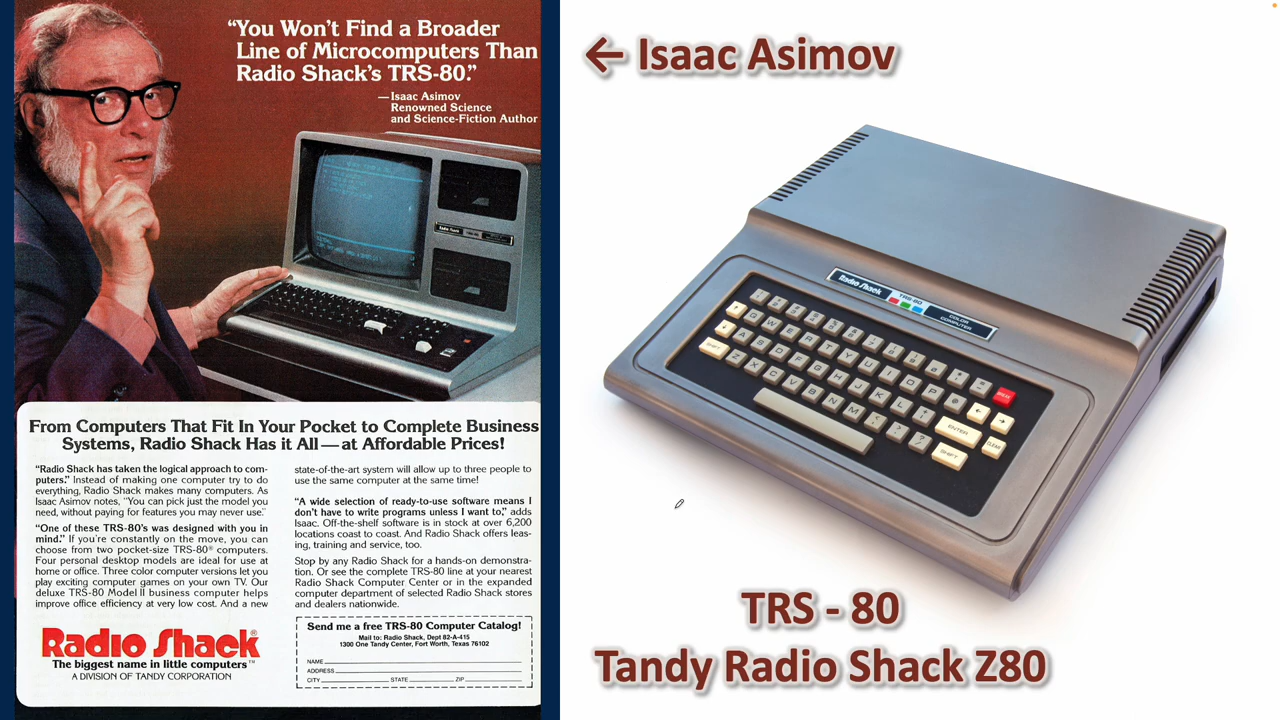 “You Won’t Find a Broader
Line of Microcomputers Than
Radio Shack’s TRS-80.”
— Isaac Asimov
Renowned Science
and Science-Fiction Author
From Computers That Fit In Your Pocket to Complete Business
Systems, Radio Shack Has it All — at Affordable Prices!
“Radio Shack has taken the logical approach to com-
puters.” Instead of making one computer try to do
everything, Radio Shack makes many computers. As
Isaac Asimov notes, “You can pick just the model you
need, without paying for features you may never use.”
“One of these TRS-80’s was designed with you in
mind.” If you’re constantly on the move, you can
choose from two pocket-size TRS-80® computers.
Four personal desktop models are ideal for use at
home or office. Three color computer versions let you
play exciting computer games on your own TV. Our
deluxe TRS-80 Model II business computer helps
improve office efficiency at very low cost. And a new
state-of-the-art system will allow up to three people to
use the same computer at the same time!
“A wide selection of ready-to-use software means I
don’t have to write programs unless I want to,” adds
Isaac. Off-the-shelf software is in stock at over 6,200
locations coast to coast. And Radio Shack offers leas-
ing, training and service, too.
Stop by any Radio Shack for a hands-on demonstra-
tion. Or see the complete TRS-80 line at your nearest
Radio Shack Computer Center or in the expanded
computer department of selected Radio Shack stores
and dealers nationwide.
Radio Shack®
The biggest name in little computers™
A DIVISION OF TANDY CORPORATION
Send me a free TRS-80 Computer Catalog!
Mail to: Radio Shack, Dept 82-A-415
1300 One Tandy Center, Fort Worth, Texas 76102
NAME
ADDRESS
CITY STATE ZIP
← Isaac Asimov
Radio Shack TRS-80 COLOR COMPUTER
Q W E R T Y U I O P @
A S D F G H J K L
ENTER CLEAR
SHIFT Z X C V B N M SHIFT
TRS - 80
Tandy Radio Shack Z80